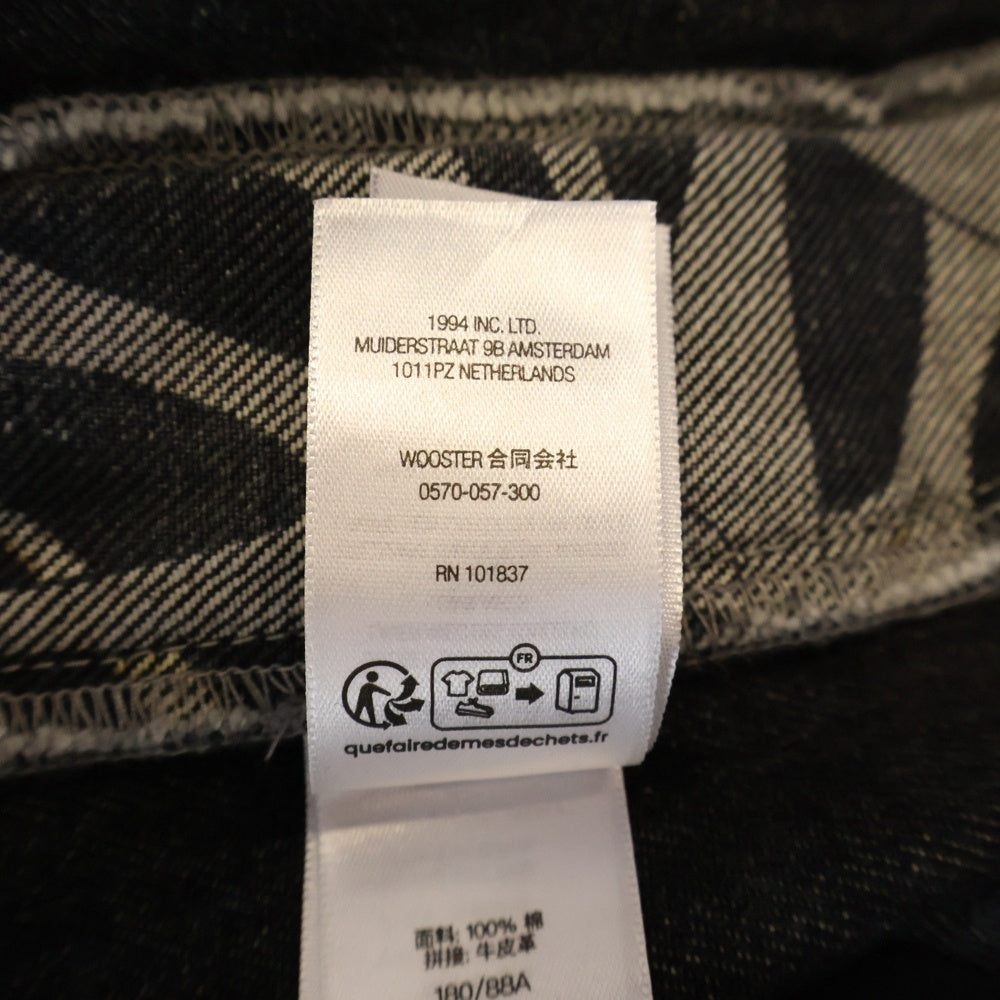 1994 INC. LTD.
MUIDERSTRAAT 9B AMSTERDAM
1011PZ NETHERLANDS
WOOSTER 合同会社
0570-057-300
RN 101837
FR
quefairedemesdechets.fr
面料: 100% 棉
拼接: 牛皮革
180/88A